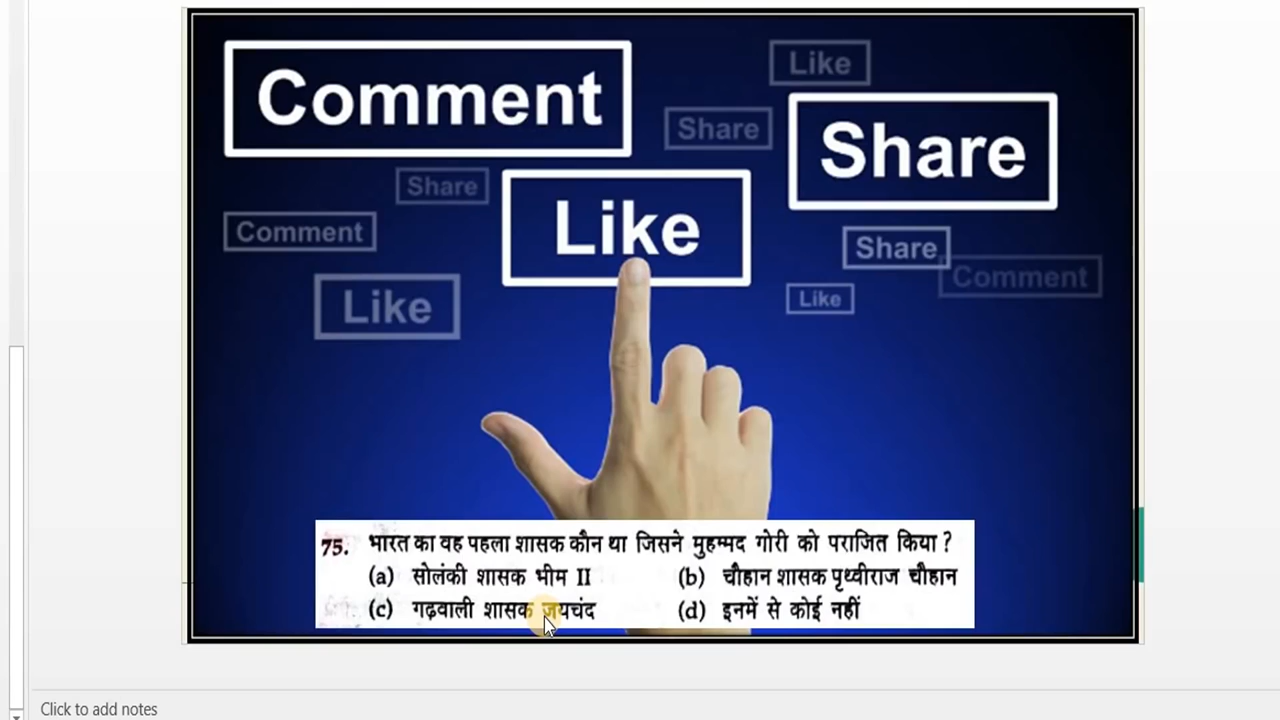 Comment
Like
Share
Share
Share
Like
Comment
Share
Comment
Like
Like
75. भारत का वह पहला शासक कौन था जिसने मुहम्मद गोरी को पराजित किया ?
(a) सोलंकी शासक भीम II (b) चौहान शासक पृथ्वीराज चौहान
(c) गढ़वाली शासक जयचंद (d) इनमें से कोई नहीं
Click to add notes